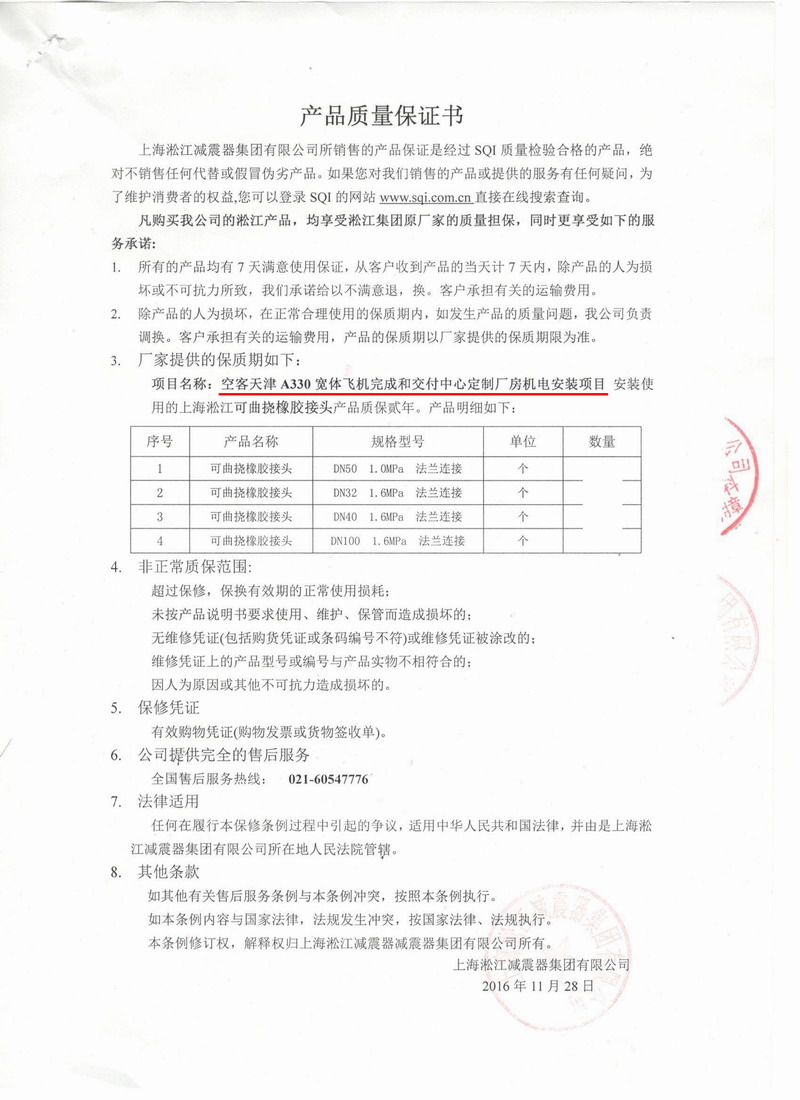 产品质量保证书
上海淞江减震器集团有限公司所销售的产品保证是经过 SQI 质量检验合格的产品，绝
对不销售任何代替或假冒伪劣产品。如果您对我们销售的产品或提供的服务有任何疑问，为
了维护消费者的权益,您可以登录 SQI 的网站 www.sqi.com.cn 直接在线搜索查询。
凡购买我公司的淞江产品，均享受淞江集团原厂家的质量担保，同时更享受如下的服
务承诺:
1. 所有的产品均有 7 天满意使用保证，从客户收到产品的当天计 7 天内，除产品的人为损
坏或不可抗力所致，我们承诺给以不满意退，换。客户承担有关的运输费用。
2. 除产品的人为损坏，在正常合理使用的保质期内，如发生产品的质量问题，我公司负责
调换。客户承担有关的运输费用，产品的保质期以厂家提供的保质期限为准。
3. 厂家提供的保质期如下：
项目名称：空客天津 A330 宽体飞机完成和交付中心定制厂房机电安装项目 安装使
用的上海淞江可曲挠橡胶接头产品质保贰年。产品明细如下：
序号 产品名称 规格型号 单位 数量
1 可曲挠橡胶接头 DN50 1.0MPa 法兰连接 个
2 可曲挠橡胶接头 DN32 1.6MPa 法兰连接 个
3 可曲挠橡胶接头 DN40 1.6MPa 法兰连接 个
4 可曲挠橡胶接头 DN100 1.6MPa 法兰连接 个
4. 非正常质保范围:
超过保修，保换有效期的正常使用损耗；
未按产品说明书要求使用、维护、保管而造成损坏的；
无维修凭证(包括购货凭证或条码编号不符)或维修凭证被涂改的；
维修凭证上的产品型号或编号与产品实物不相符合的；
因人为原因或其他不可抗力造成损坏的。
5. 保修凭证
有效购物凭证(购物发票或货物签收单)。
6. 公司提供完全的售后服务
全国售后服务热线： 021-60547776
7. 法律适用
任何在履行本保修条例过程中引起的争议，适用中华人民共和国法律，并由是上海淞
江减震器集团有限公司所在地人民法院管辖。
8. 其他条款
如其他有关售后服务条例与本条例冲突，按照本条例执行。
如本条例内容与国家法律，法规发生冲突，按国家法律、法规执行。
本条例修订权，解释权归上海淞江减震器减震器集团有限公司所有。
上海淞江减震器集团有限公司
2016 年 11 月 28 日